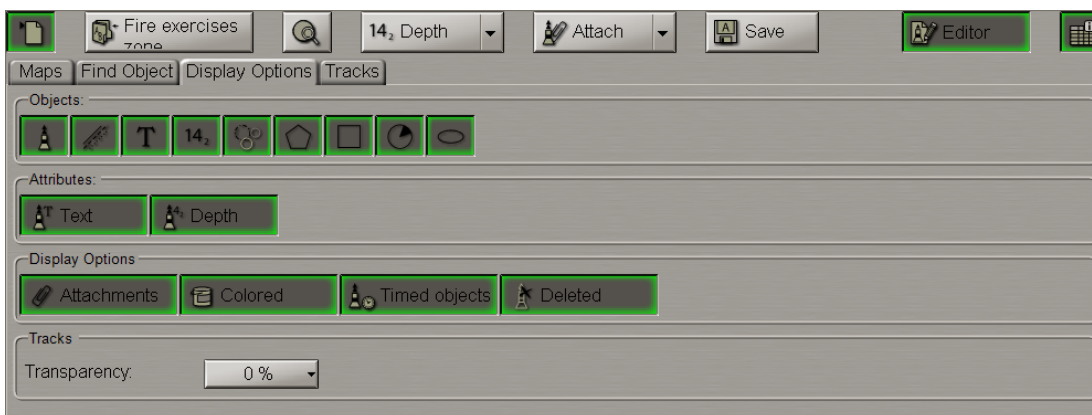 Fire exercises
zone
14₂ Depth
Attach
Save
Editor
Maps
Find Object
Display Options
Tracks
Objects:
T
14₂
Attributes:
Text
Depth
Display Options
Attachments
Colored
Timed objects
Deleted
Tracks
Transparency:
0 %